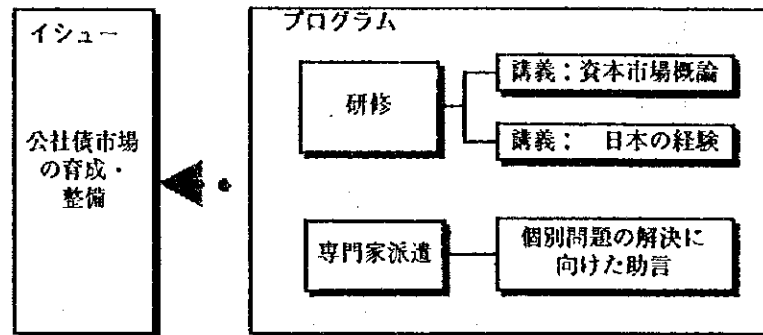 イシュー
公社債市場
の育成・
整備
プログラム
研修
講義：資本市場概論
講義：　日本の経験
専門家派遣
個別問題の解決に
向けた助言